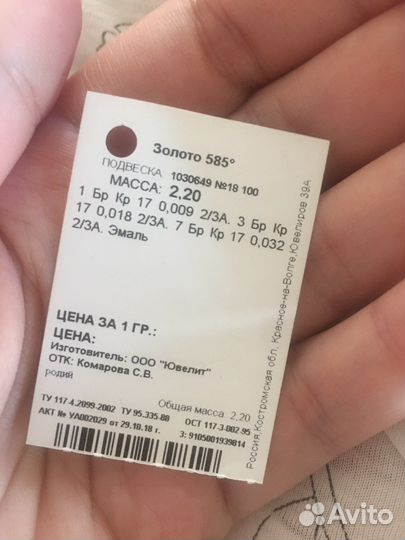 Золото 585°
ПОДВЕСКА 1030649 №18 100
МАССА: 2.20
1 Бр Кр 17 0,009 2/3А. 3 Бр Кр
17 0,018 2/3А. 7 Бр Кр 17 0,032
2/3А. Эмаль
ЦЕНА ЗА 1 ГР.:
ЦЕНА:
Изготовитель: ООО "Ювелит"
ОТК: Комарова С.В.
родий
Общая масса 2,20
ТУ 117-4.2099-2002 ТУ 95.335-88 ОСТ 117-3-002-95
АКТ № УА002029 от 29.10.18 г. З: 9105001939814
Россия,Костромская обл, Красное-на-Волге,Ювелиров 39А
Avito